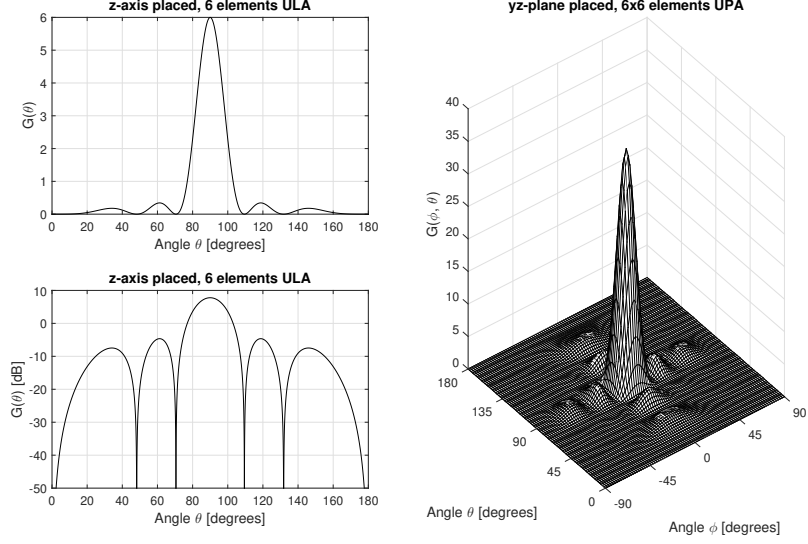 z-axis placed, 6 elements ULA
6
5
4
3
2
1
0
G(θ)
0 20 40 60 80 100 120 140 160 180
Angle θ [degrees]
z-axis placed, 6 elements ULA
10
0
-10
-20
-30
-40
-50
G(θ) [dB]
0 20 40 60 80 100 120 140 160 180
Angle θ [degrees]
yz-plane placed, 6x6 elements UPA
40
35
30
25
20
15
10
5
0
G(ϕ, θ)
180
135
90
45
0
Angle θ [degrees]
-90
-45
0
45
90
Angle ϕ [degrees]